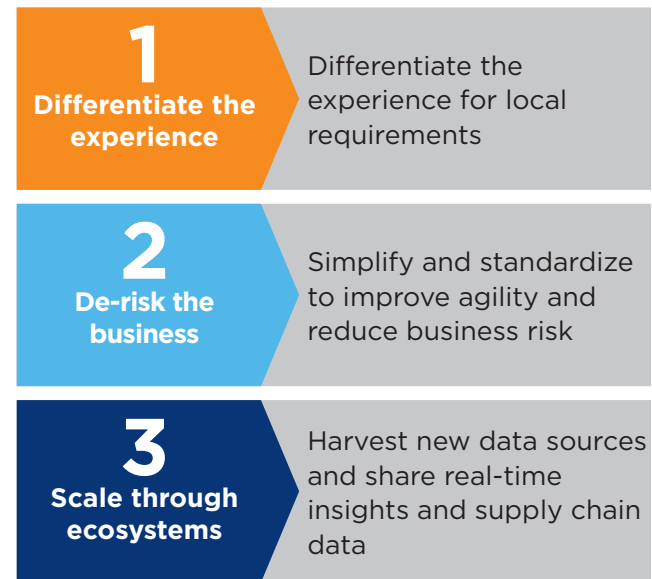 1
Differentiate the
experience
Differentiate the
experience for local
requirements
2
De-risk the
business
Simplify and standardize
to improve agility and
reduce business risk
3
Scale through
ecosystems
Harvest new data sources
and share real-time
insights and supply chain
data